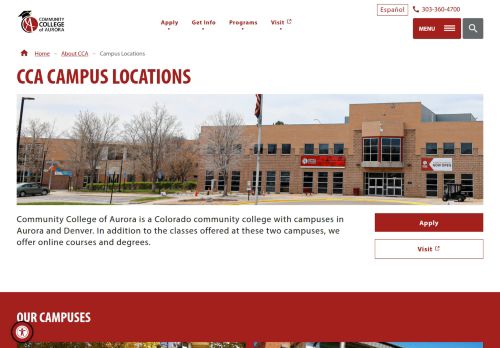 COMMUNITY
COLLEGE
of AURORA
Apply
Get Info
Programs
Visit
Español
303-360-4700
MENU
Home – About CCA – Campus Locations
CCA CAMPUS LOCATIONS
NOW OPEN
Community College of Aurora is a Colorado community college with campuses in
Aurora and Denver. In addition to the classes offered at these two campuses, we
offer online courses and degrees.
Apply
Visit
OUR CAMPUSES